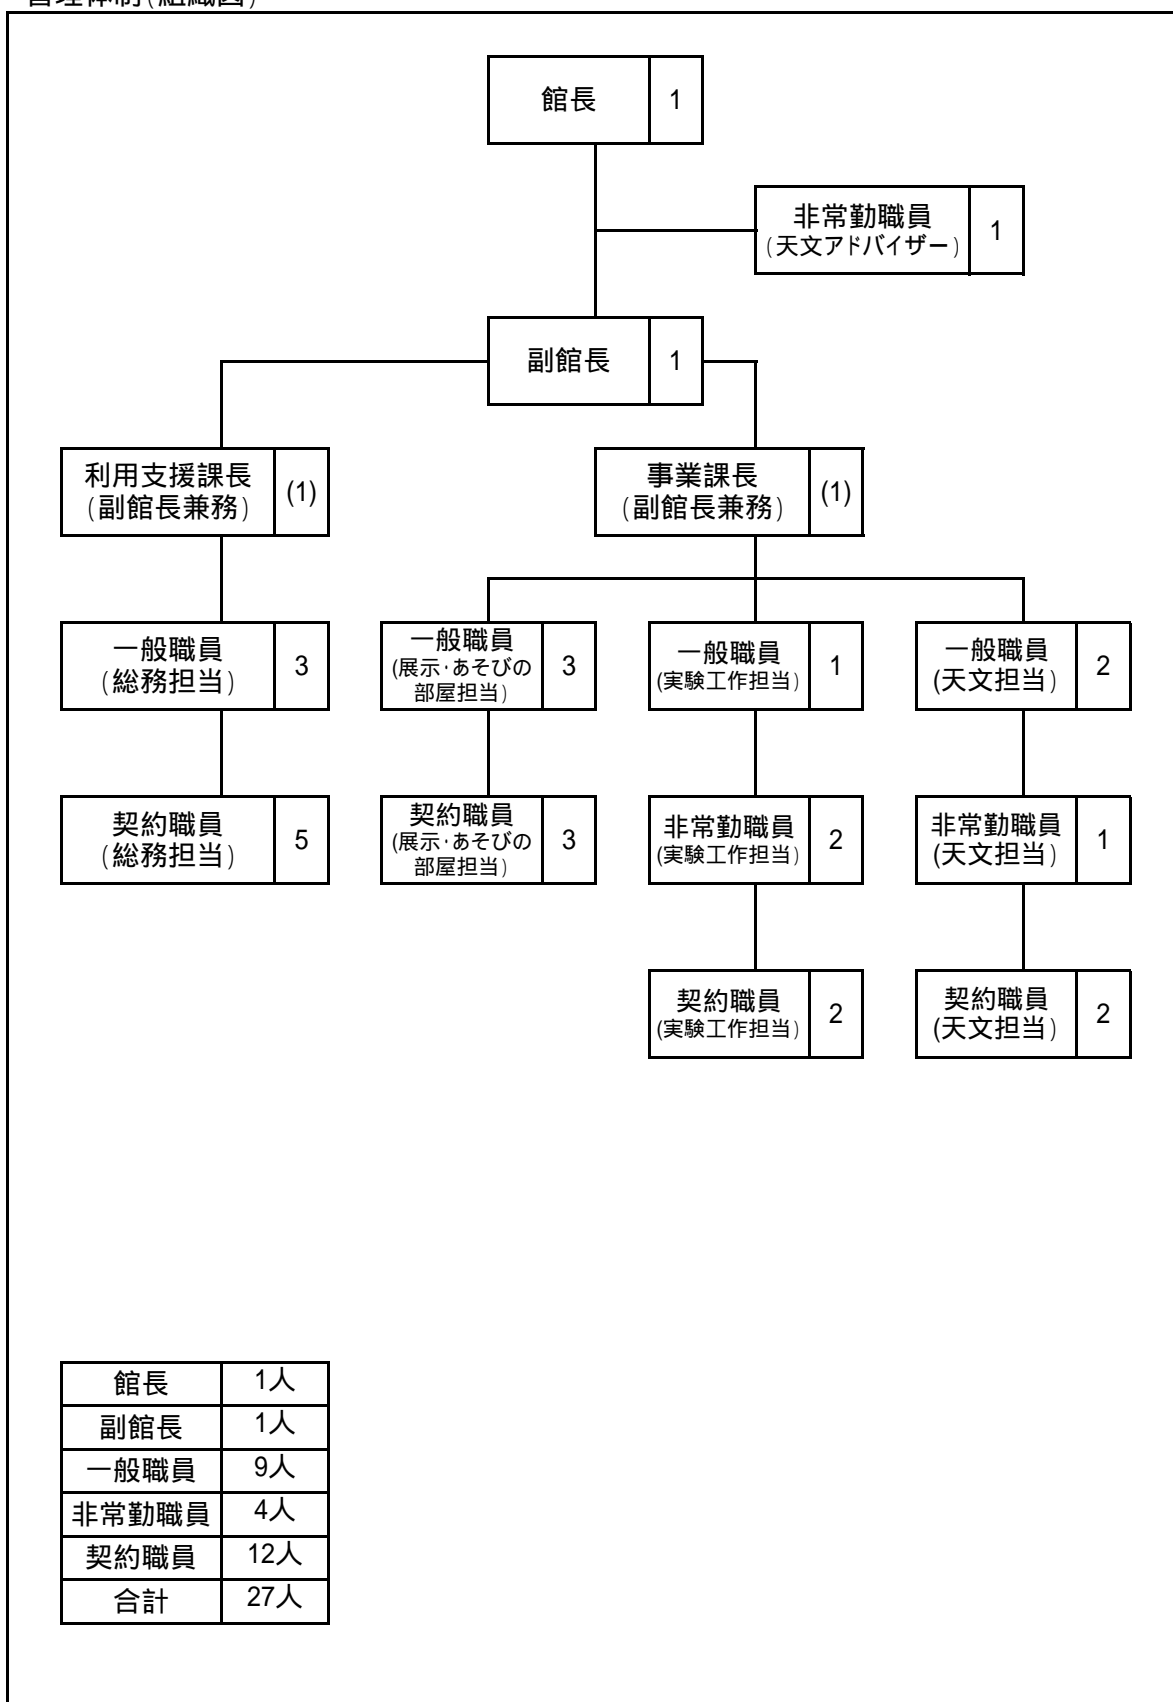 管理体制(組織図)
館長 1
非常勤職員
(天文アドバイザー) 1
副館長 1
利用支援課長
(副館長兼務) (1)
事業課長
(副館長兼務) (1)
一般職員
(総務担当) 3
一般職員
(展示・あそびの
部屋担当) 3
一般職員
(実験工作担当) 1
一般職員
(天文担当) 2
契約職員
(総務担当) 5
契約職員
(展示・あそびの
部屋担当) 3
非常勤職員
(実験工作担当) 2
非常勤職員
(天文担当) 1
契約職員
(実験工作担当) 2
契約職員
(天文担当) 2
館長 1人
副館長 1人
一般職員 9人
非常勤職員 4人
契約職員 12人
合計 27人